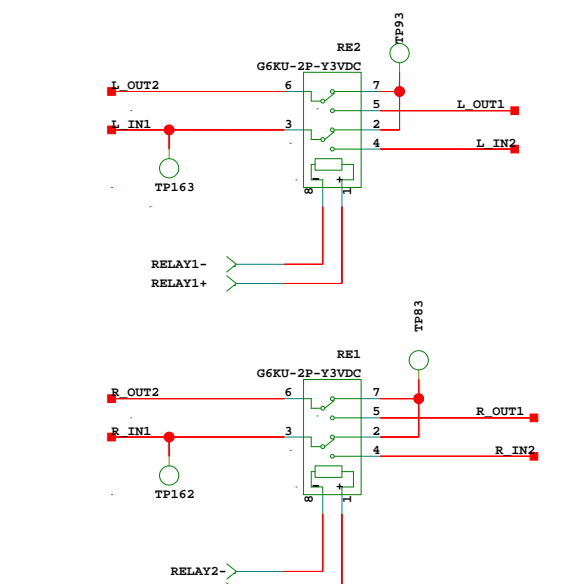 TP93
RE2
G6KU-2P-Y3VDC
L_OUT2
6
7
5
L_OUT1
L_IN1
3
2
4
L_IN2
TP163
-
+
8
1
RELAY1-
RELAY1+
TP83
RE1
G6KU-2P-Y3VDC
R_OUT2
6
7
5
R_OUT1
R_IN1
3
2
4
R_IN2
TP162
-
+
8
1
RELAY2-